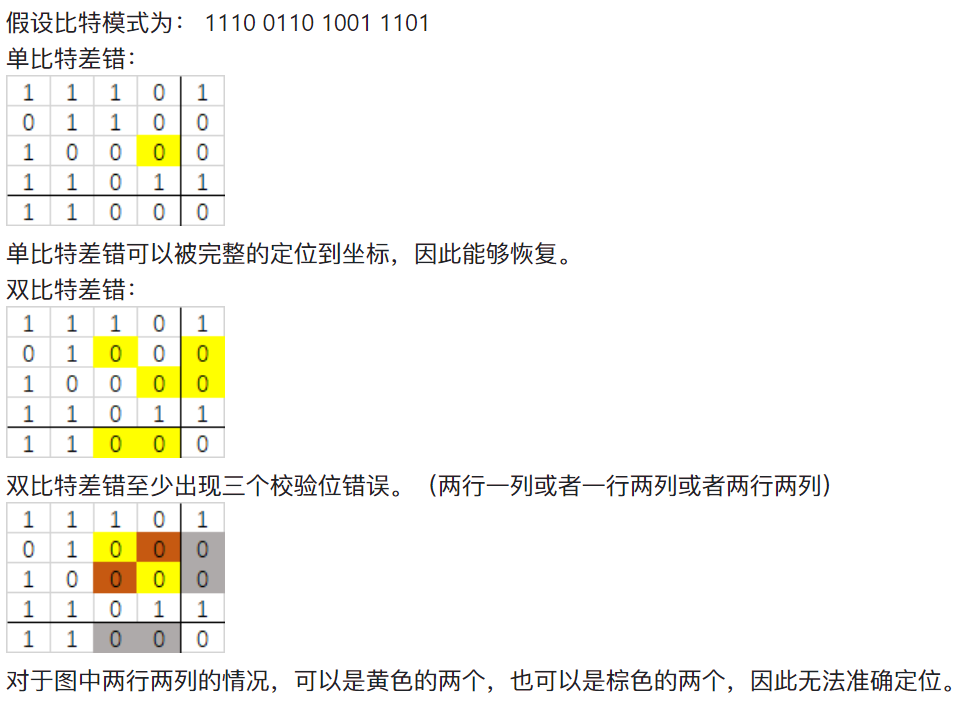 假设比特模式为： 1110 0110 1001 1101
单比特差错：
1 1 1 0 1
0 1 1 0 0
1 0 0 0 0
1 1 0 1 1
1 1 0 0 0
单比特差错可以被完整的定位到坐标，因此能够恢复。
双比特差错：
1 1 1 0 1
0 1 0 0 0
1 0 0 0 0
1 1 0 1 1
1 1 0 0 0
双比特差错至少出现三个校验位错误。（两行一列或者一行两列或者两行两列）
1 1 1 0 1
0 1 0 0 0
1 0 0 0 0
1 1 0 1 1
1 1 0 0 0
对于图中两行两列的情况，可以是黄色的两个，也可以是棕色的两个，因此无法准确定位。